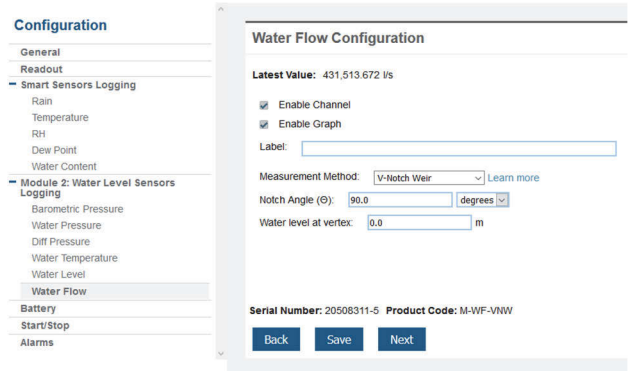 Configuration
General
Readout
Smart Sensors Logging
Rain
Temperature
RH
Dew Point
Water Content
Module 2: Water Level Sensors
Logging
Barometric Pressure
Water Pressure
Diff Pressure
Water Temperature
Water Level
Water Flow
Battery
Start/Stop
Alarms
Water Flow Configuration
Latest Value: 431,513.672 l/s
Enable Channel
Enable Graph
Label:
Measurement Method: V-Notch Weir Learn more
Notch Angle (Θ): 90.0 degrees
Water level at vertex: 0.0 m
Serial Number: 20508311-5 Product Code: M-WF-VNW
Back Save Next